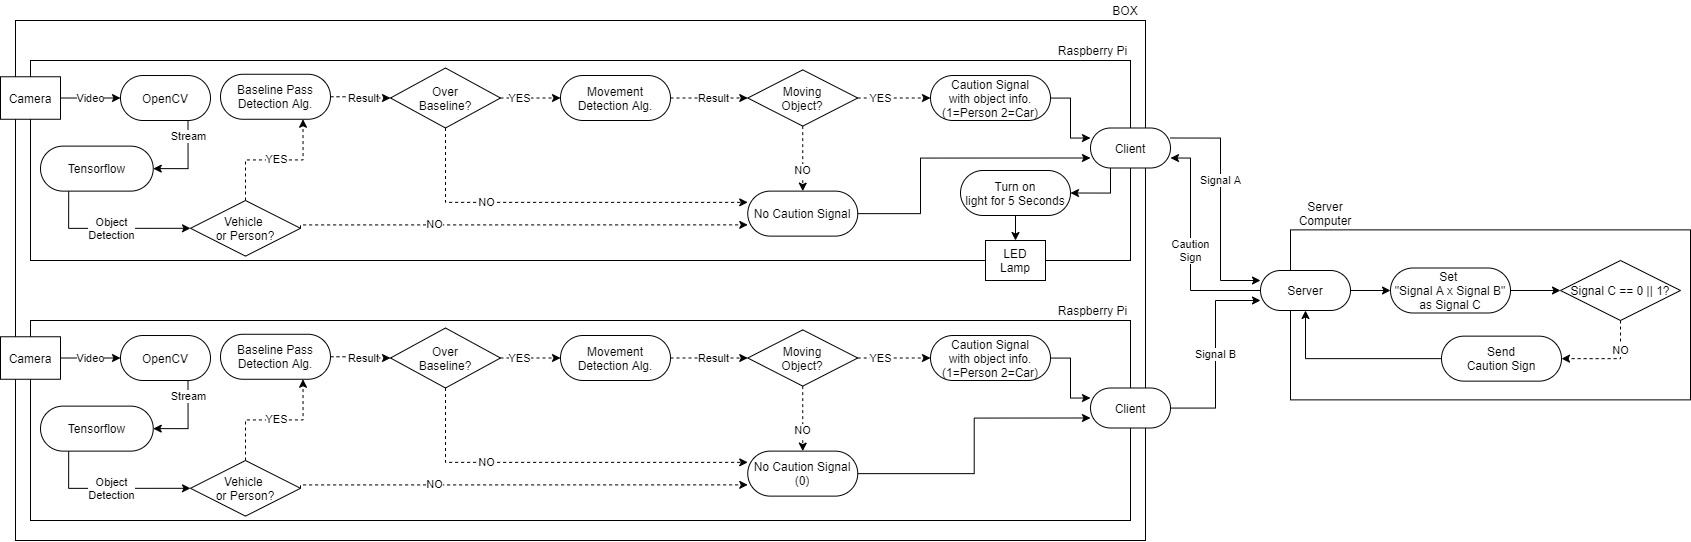 BOX
Raspberry Pi
Camera
Video
OpenCV
Stream
Tensorflow
Object
Detection
Vehicle
or Person?
YES
NO
Baseline Pass
Detection Alg.
Result
Over
Baseline?
YES
NO
Movement
Detection Alg.
Result
Moving
Object?
YES
NO
Caution Signal
with object info.
(1=Person 2=Car)
No Caution Signal
Client
Turn on
light for 5 Seconds
LED
Lamp
Signal A
Caution
Sign
Server
Computer
Server
Set
"Signal A x Signal B"
as Signal C
Signal C == 0 || 1?
NO
Send
Caution Sign
Signal B
Raspberry Pi
Camera
Video
OpenCV
Stream
Tensorflow
Object
Detection
Vehicle
or Person?
YES
NO
Baseline Pass
Detection Alg.
Result
Over
Baseline?
YES
NO
Movement
Detection Alg.
Result
Moving
Object?
YES
NO
Caution Signal
with object info.
(1=Person 2=Car)
No Caution Signal
(0)
Client